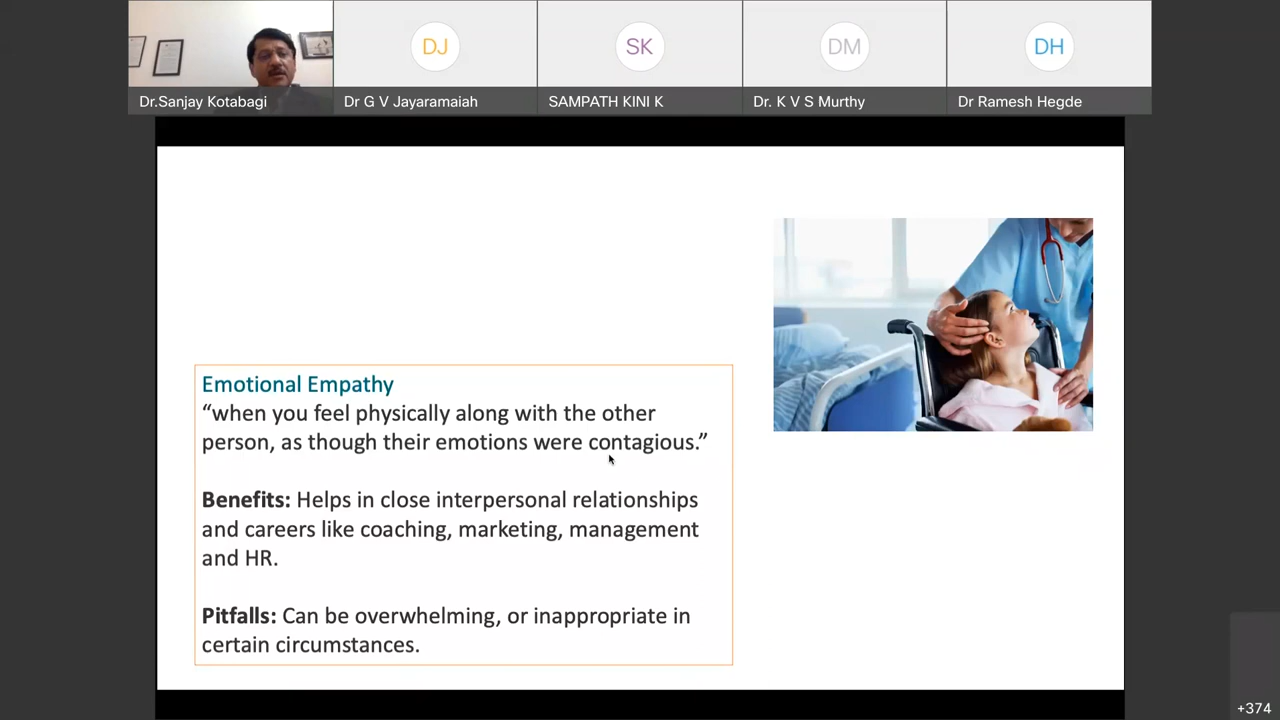 DJ
SK
DM
DH
Dr.Sanjay Kotabagi
Dr G V Jayaramaiah
SAMPATH KINI K
Dr. K V S Murthy
Dr Ramesh Hegde
Emotional Empathy
“when you feel physically along with the other
person, as though their emotions were contagious.”
Benefits: Helps in close interpersonal relationships
and careers like coaching, marketing, management
and HR.
Pitfalls: Can be overwhelming, or inappropriate in
certain circumstances.
+374